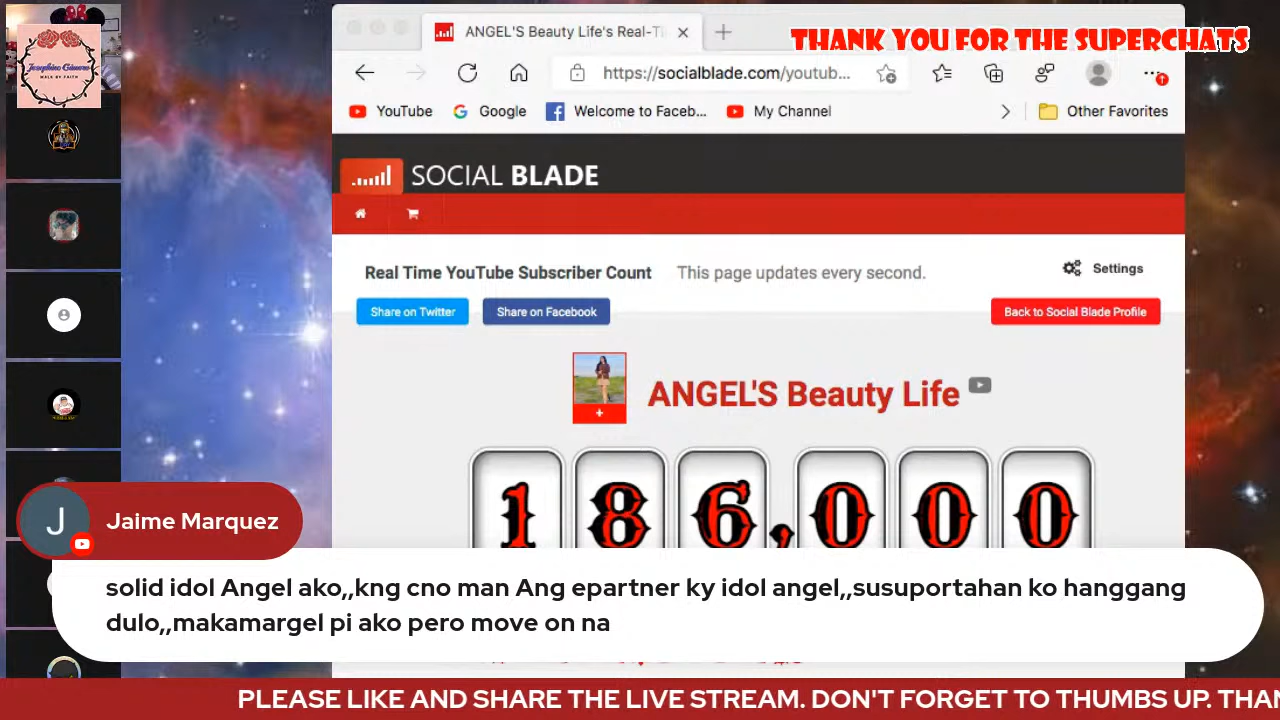 ANGEL'S Beauty Life's Real-Ti
THANK YOU FOR THE SUPERCHATS
https://socialblade.com/youtub...
YouTube
Google
Welcome to Faceb...
My Channel
Other Favorites
SOCIAL BLADE
Real Time YouTube Subscriber Count
This page updates every second.
Settings
Share on Twitter
Share on Facebook
Back to Social Blade Profile
ANGEL'S Beauty Life
186,000
J
Jaime Marquez
solid idol Angel ako,,kng cno man Ang epartner ky idol angel,,susuportahan ko hanggang
dulo,,makamargel pi ako pero move on na
PLEASE LIKE AND SHARE THE LIVE STREAM. DON'T FORGET TO THUMBS UP. THAN